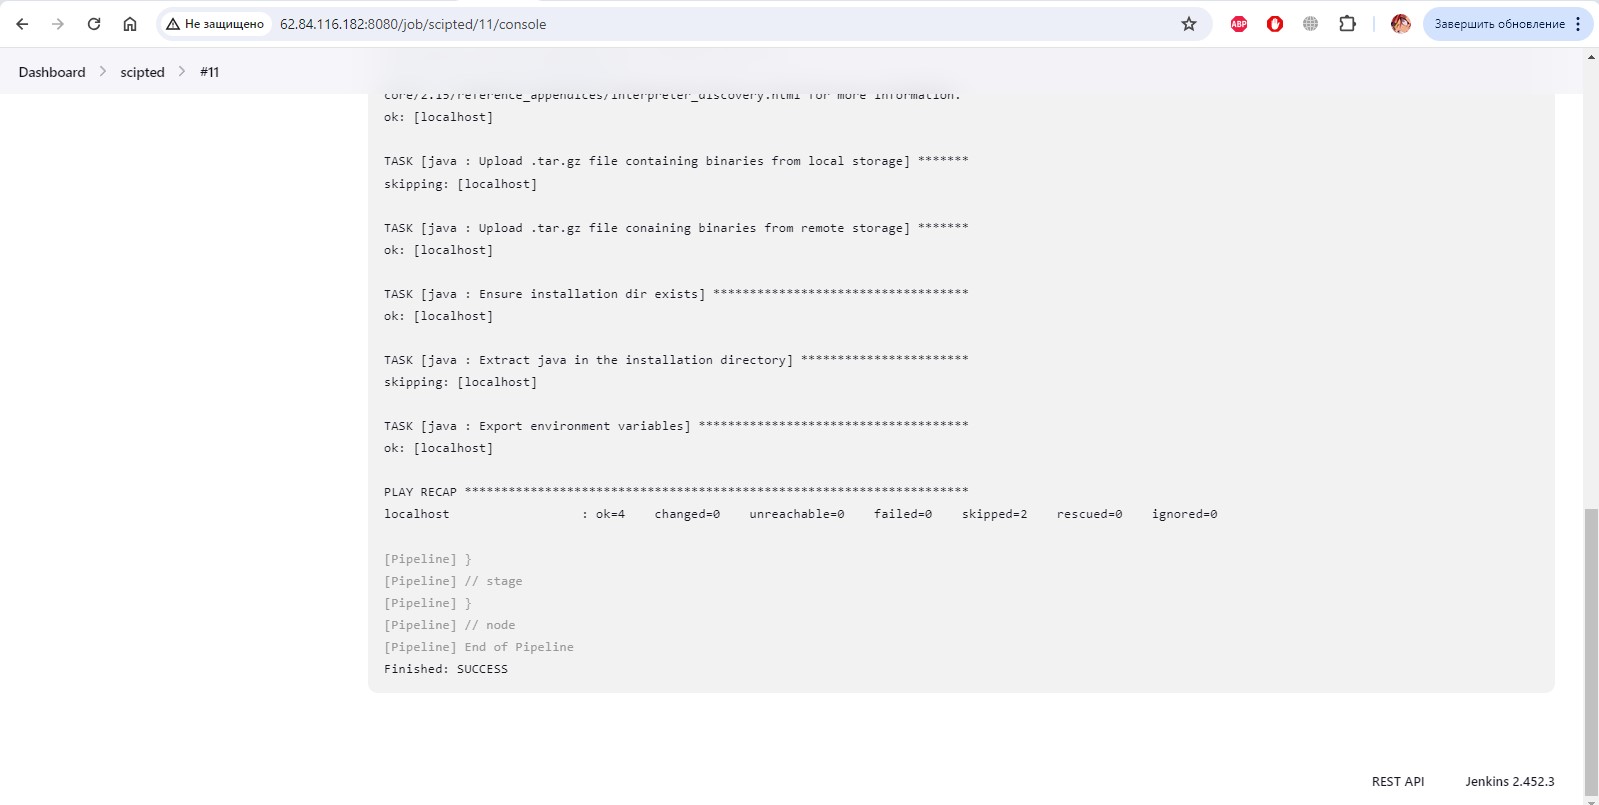 Не защищено
62.84.116.182:8080/job/scipted/11/console
ABP
Завершить обновление
Dashboard
scipted
#11
core/2.15/reference_appendices/interpreter_discovery.html for more information.
ok: [localhost]
TASK [java : Upload .tar.gz file containing binaries from local storage] *******
skipping: [localhost]
TASK [java : Upload .tar.gz file conaining binaries from remote storage] *******
ok: [localhost]
TASK [java : Ensure installation dir exists] ***********************************
ok: [localhost]
TASK [java : Extract java in the installation directory] ***********************
skipping: [localhost]
TASK [java : Export environment variables] *************************************
ok: [localhost]
PLAY RECAP *********************************************************************
localhost                  : ok=4    changed=0    unreachable=0    failed=0    skipped=2    rescued=0    ignored=0
[Pipeline] }
[Pipeline] // stage
[Pipeline] }
[Pipeline] // node
[Pipeline] End of Pipeline
Finished: SUCCESS
REST API
Jenkins 2.452.3